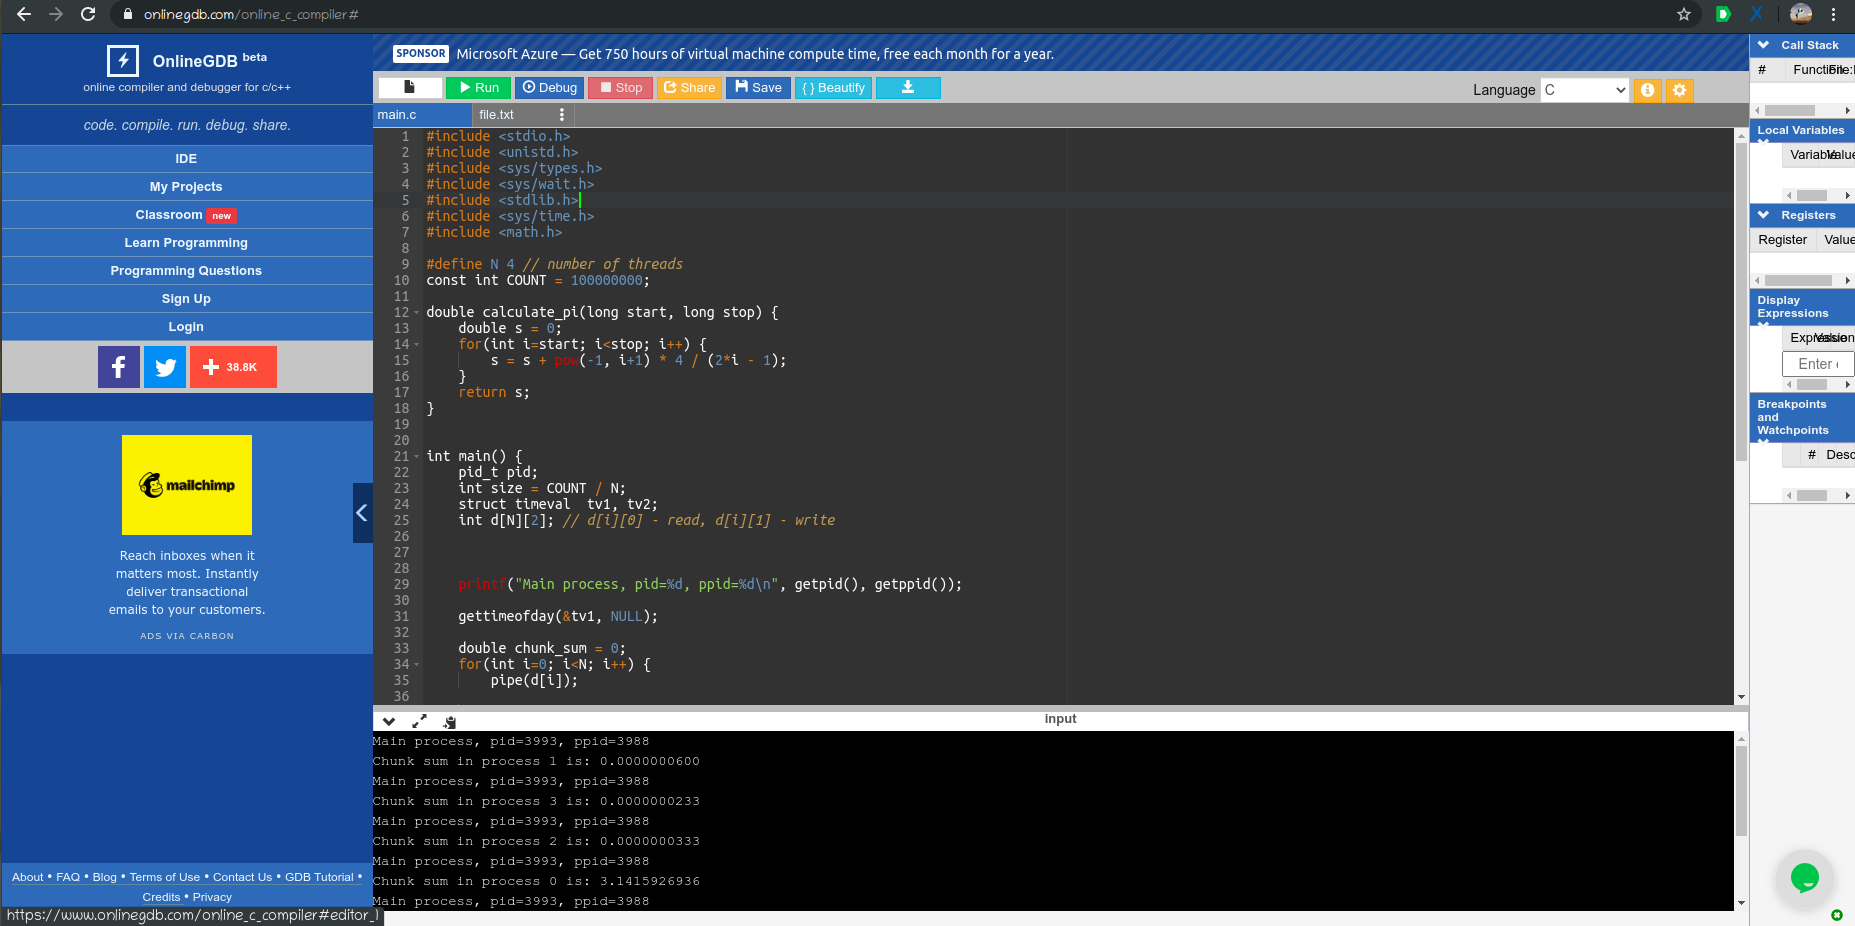 onlinegdb.com/online_c_compiler#
OnlineGDB beta
online compiler and debugger for c/c++
code. compile. run. debug. share.
IDE
My Projects
Classroom new
Learn Programming
Programming Questions
Sign Up
Login
38.8K
mailchimp
Reach inboxes when it
matters most. Instantly
deliver transactional
emails to your customers.
ADS VIA CARBON
About • FAQ • Blog • Terms of Use • Contact Us • GDB Tutorial •
Credits • Privacy
https://www.onlinegdb.com/online_c_compiler#editor_1
SPONSOR Microsoft Azure — Get 750 hours of virtual machine compute time, free each month for a year.
Run Debug Stop Share Save { } Beautify
Language C
main.c file.txt
1 #include <stdio.h>
2 #include <unistd.h>
3 #include <sys/types.h>
4 #include <sys/wait.h>
5 #include <stdlib.h>
6 #include <sys/time.h>
7 #include <math.h>
8
9 #define N 4 // number of threads
10 const int COUNT = 100000000;
11
12 double calculate_pi(long start, long stop) {
13 double s = 0;
14 for(int i=start; i<stop; i++) {
15 s = s + pow(-1, i+1) * 4 / (2*i - 1);
16 }
17 return s;
18 }
19
20
21 int main() {
22 pid_t pid;
23 int size = COUNT / N;
24 struct timeval  tv1, tv2;
25 int d[N][2]; // d[i][0] - read, d[i][1] - write
26
27
28
29 printf("Main process, pid=%d, ppid=%d\n", getpid(), getppid());
30
31 gettimeofday(&tv1, NULL);
32
33 double chunk_sum = 0;
34 for(int i=0; i<N; i++) {
35 pipe(d[i]);
36
input
Main process, pid=3993, ppid=3988
Chunk sum in process 1 is: 0.0000000600
Main process, pid=3993, ppid=3988
Chunk sum in process 3 is: 0.0000000233
Main process, pid=3993, ppid=3988
Chunk sum in process 2 is: 0.0000000333
Main process, pid=3993, ppid=3988
Chunk sum in process 0 is: 3.1415926936
Main process, pid=3993, ppid=3988
Call Stack
# Function
Local Variables
Variable Value
Registers
Register Value
Display
Expressions
Expression Value
Enter
Breakpoints
and
Watchpoints
# Desc